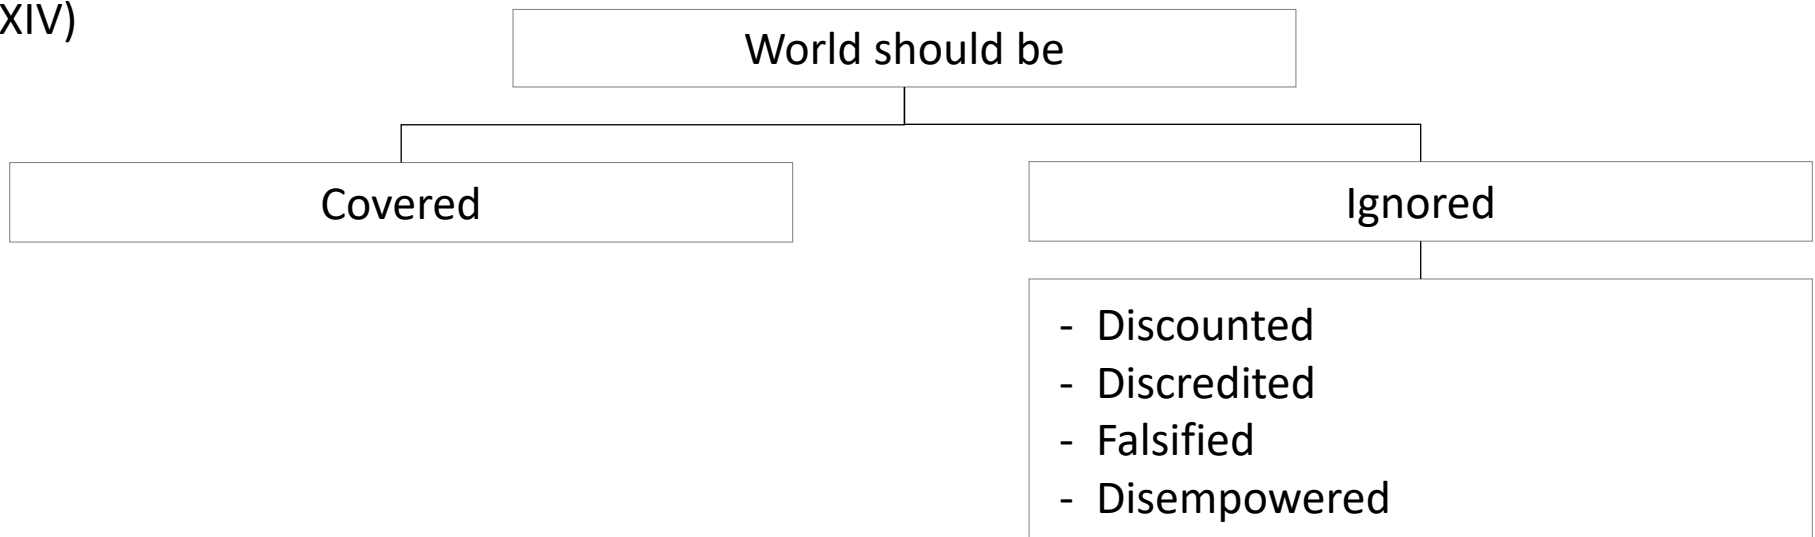 XIV)
World should be
Covered
Ignored
- Discounted
- Discredited
- Falsified
- Disempowered